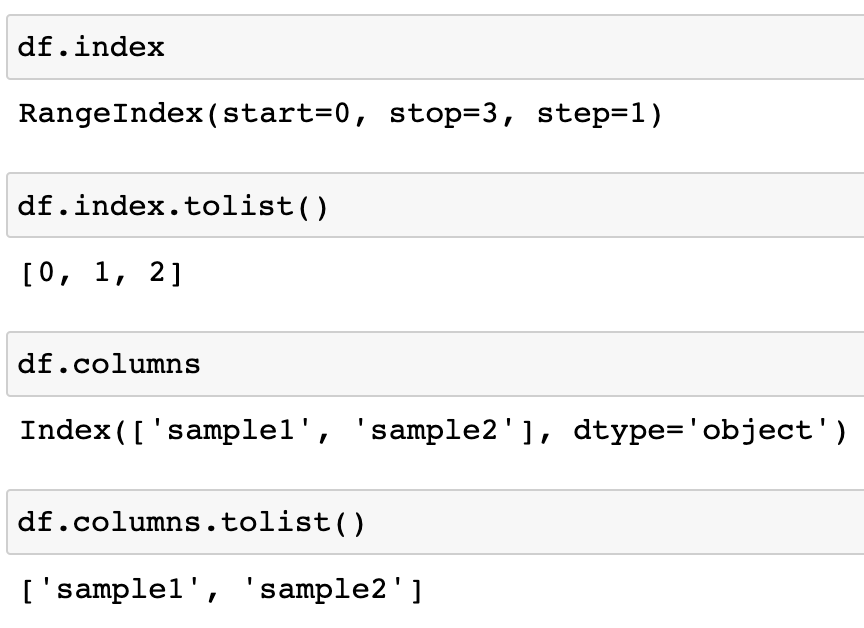 df.index
RangeIndex(start=0, stop=3, step=1)
df.index.tolist()
[0, 1, 2]
df.columns
Index(['sample1', 'sample2'], dtype='object')
df.columns.tolist()
['sample1', 'sample2']